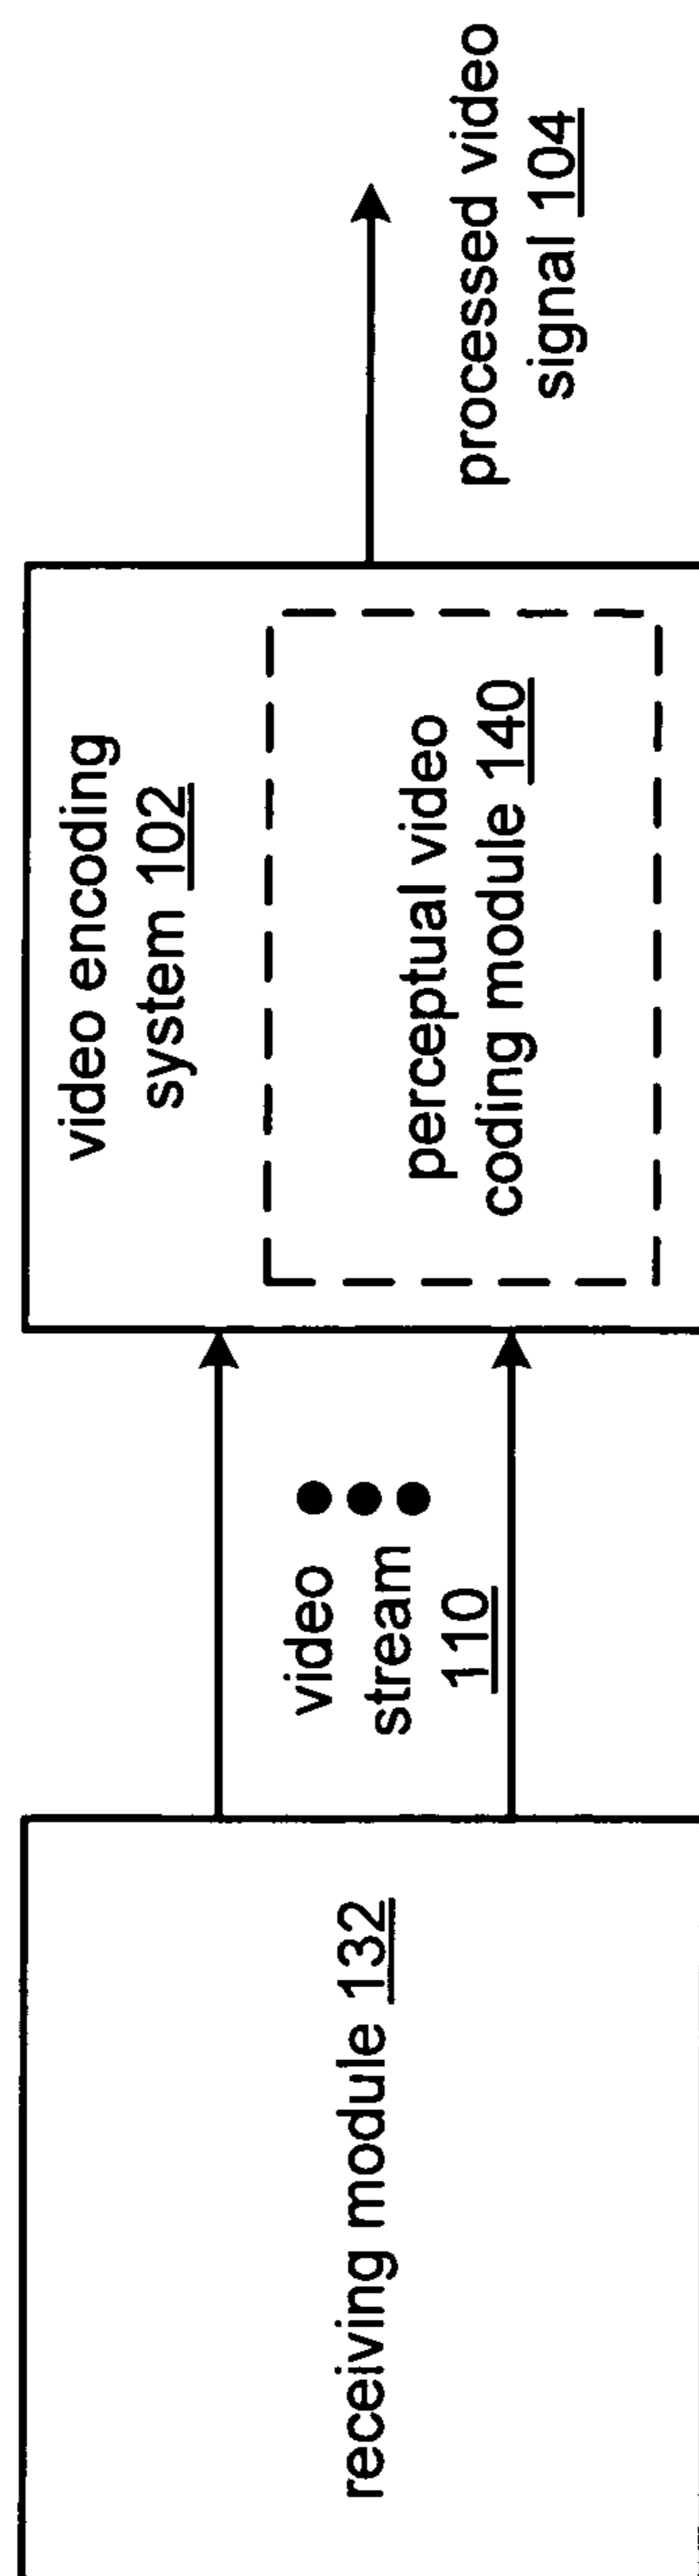 receiving module 132
video
stream
110
video encoding
system 102
perceptual video
coding module 140
processed video
signal 104